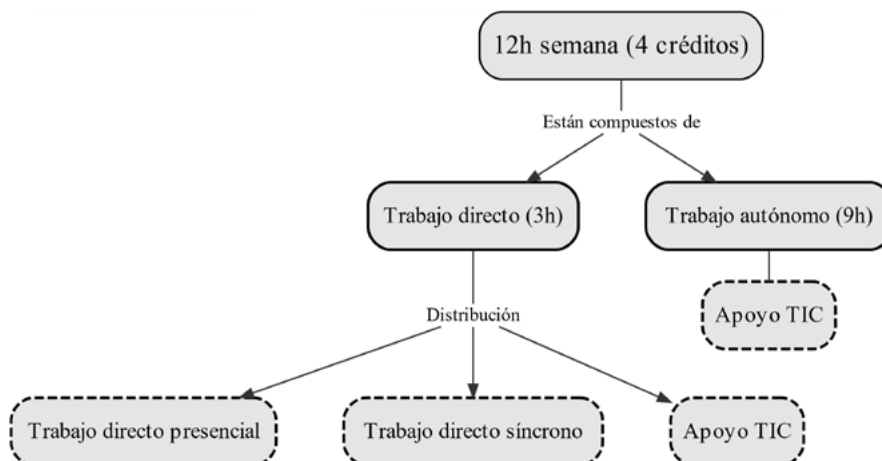 12h semana (4 créditos)
Están compuestos de
Trabajo directo (3h)
Trabajo autónomo (9h)
Apoyo TIC
Distribución
Trabajo directo presencial
Trabajo directo síncrono
Apoyo TIC